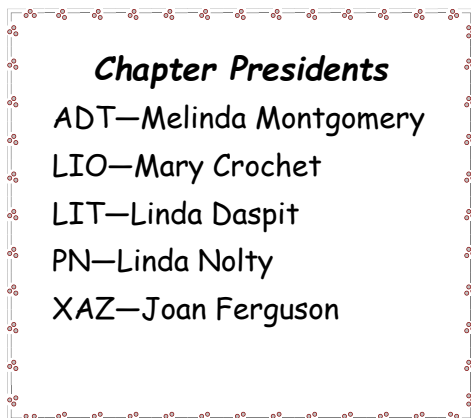 Chapter Presidents
ADT—Melinda Montgomery
LIO—Mary Crochet
LIT—Linda Daspit
PN—Linda Nolty
XAZ—Joan Ferguson